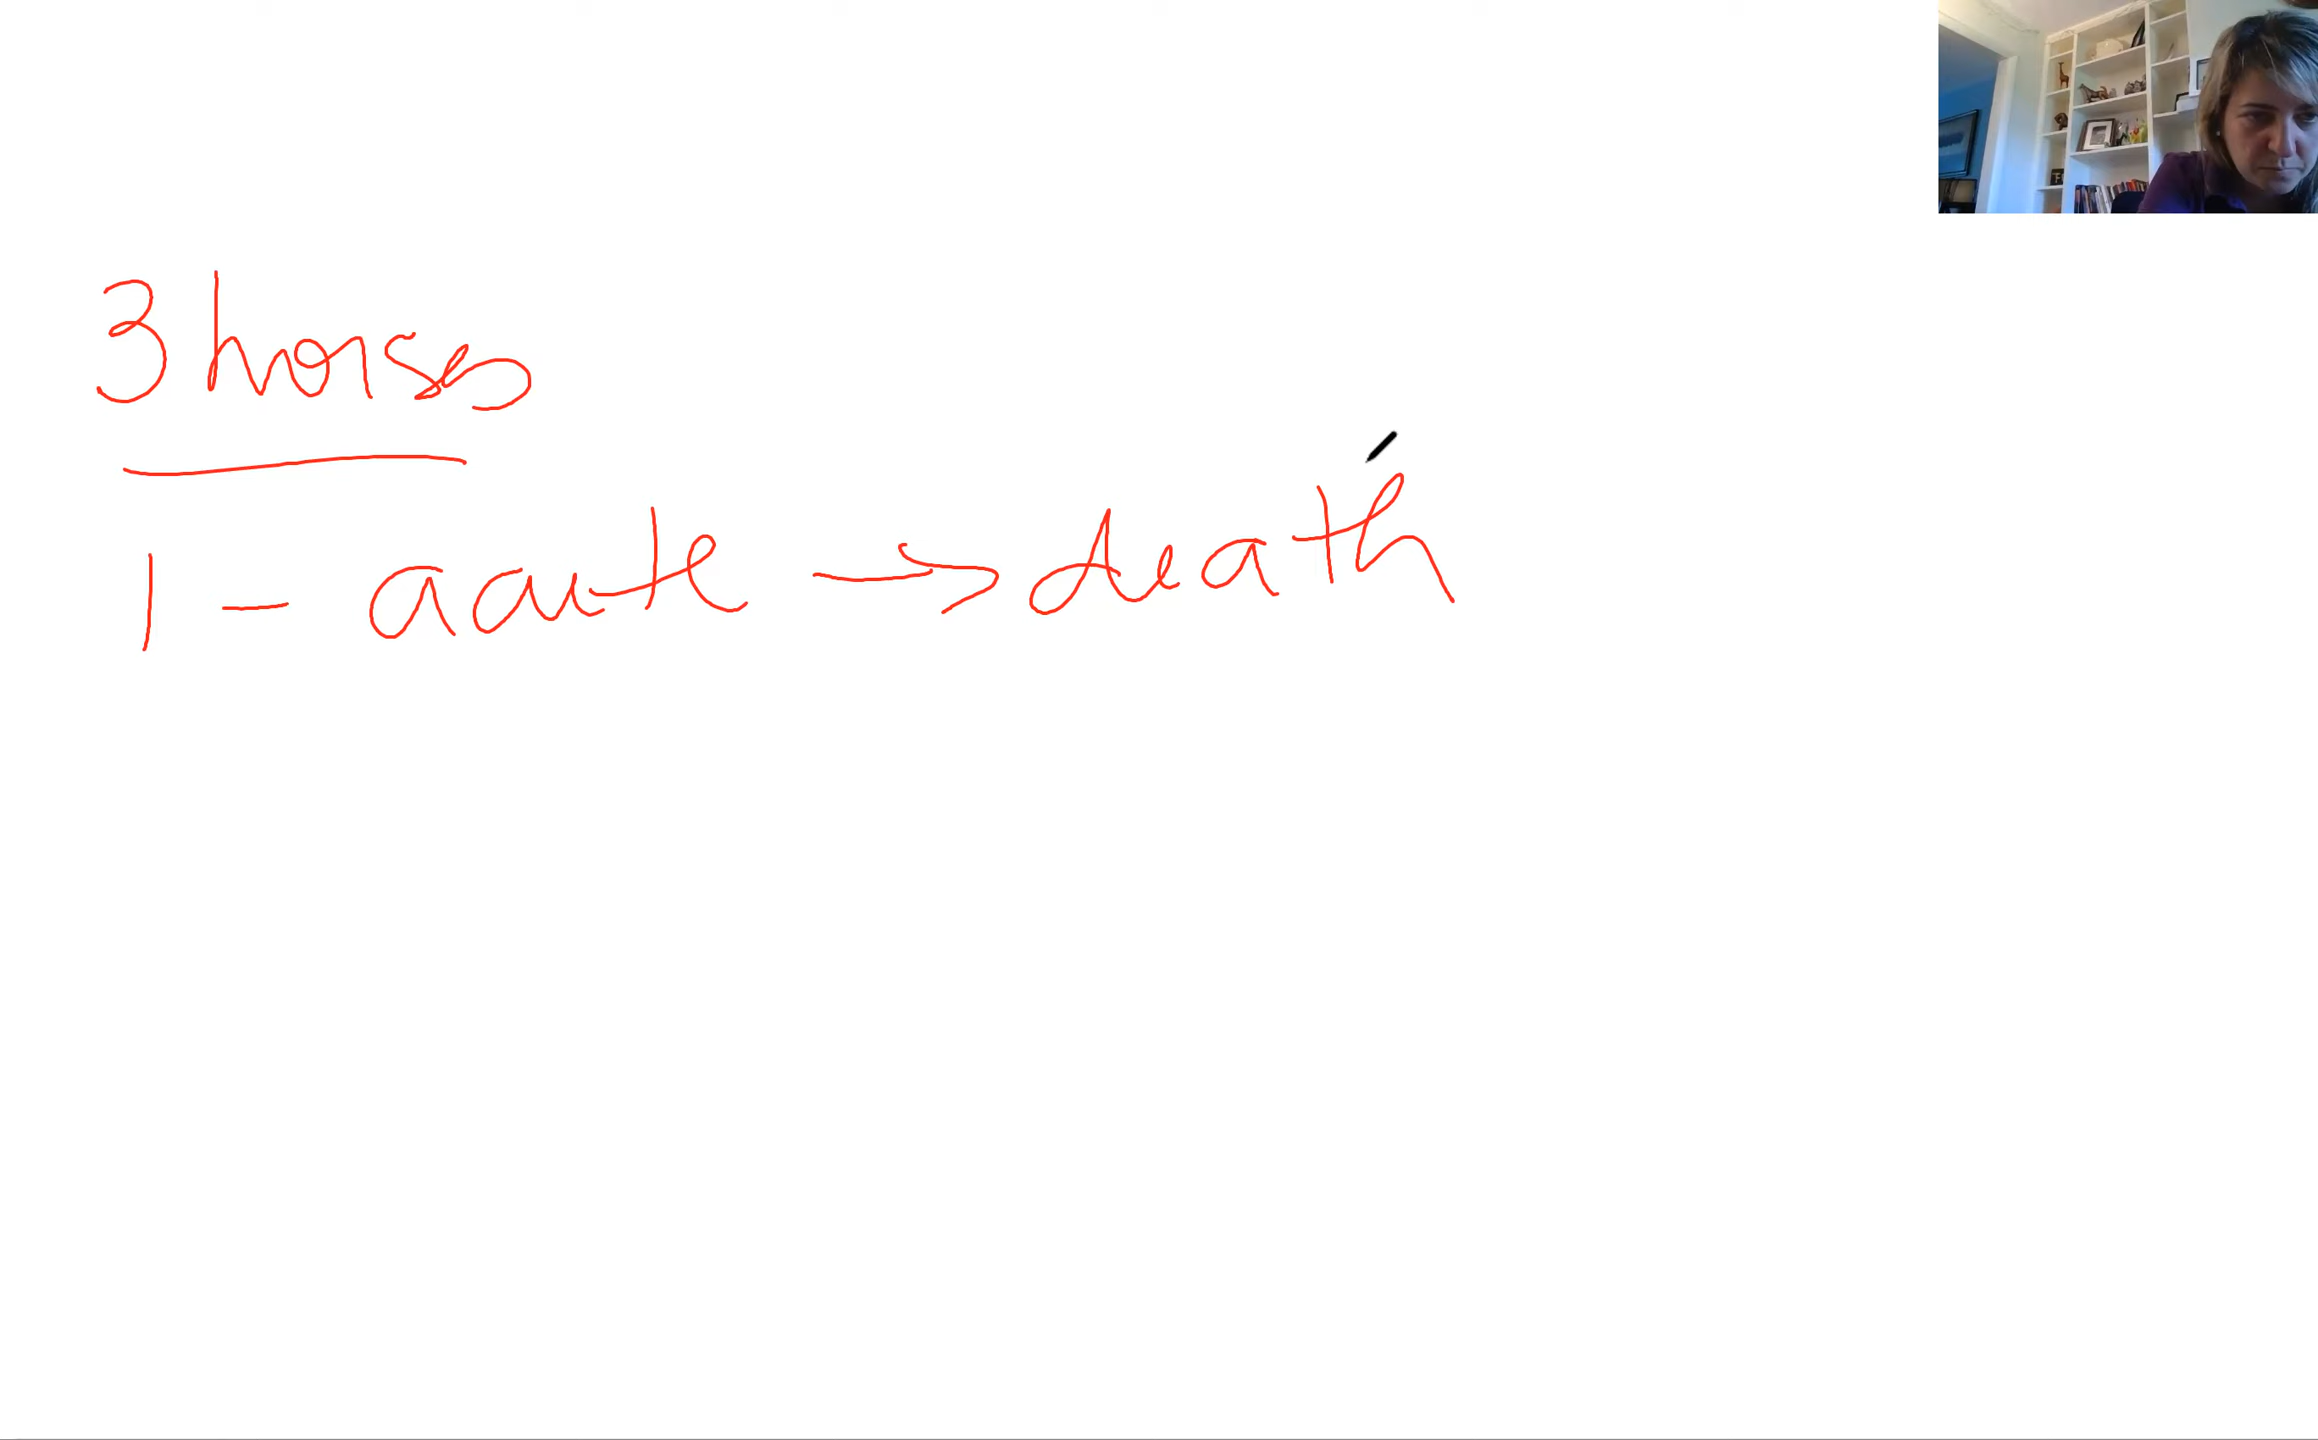 3 horses
1 - acute → death